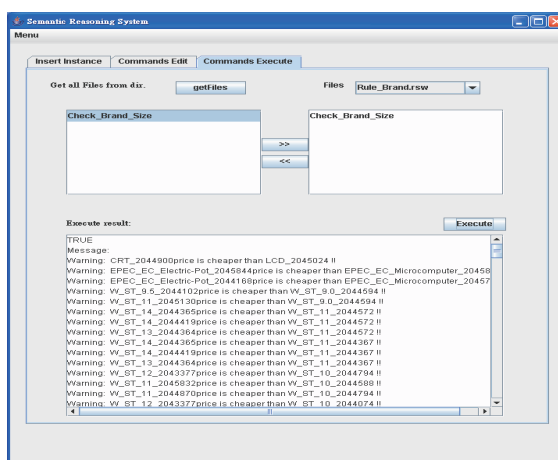 Semantic Reasoning System
Menu
Insert Instance Commands Edit Commands Execute
Get all Files from dir. getFiles Files Rule_Brand.rsw
Check_Brand_Size Check_Brand_Size
>>
<<
Execute result: Execute
TRUE
Message:
Warning: CRT_2044900price is cheaper than LCD_2045024 !!
Warning: EPEC_EC_Electric-Pot_2045844price is cheaper than EPEC_EC_Microcomputer_20458
Warning: EPEC_EC_Electric-Pot_2044168price is cheaper than EPEC_EC_Microcomputer_20457
Warning: W_ST_9.5_2044102price is cheaper than W_ST_9.0_2044594 !!
Warning: W_ST_11_2045130price is cheaper than W_ST_9.0_2044594 !!
Warning: W_ST_14_2044365price is cheaper than W_ST_11_2044572 !!
Warning: W_ST_14_2044419price is cheaper than W_ST_11_2044572 !!
Warning: W_ST_13_2044364price is cheaper than W_ST_11_2044572 !!
Warning: W_ST_14_2044365price is cheaper than W_ST_11_2044367 !!
Warning: W_ST_14_2044419price is cheaper than W_ST_11_2044367 !!
Warning: W_ST_13_2044364price is cheaper than W_ST_11_2044367 !!
Warning: W_ST_12_2043377price is cheaper than W_ST_10_2044794 !!
Warning: W_ST_11_2045832price is cheaper than W_ST_10_2044588 !!
Warning: W_ST_11_2044870price is cheaper than W_ST_10_2044794 !!
Warning: W_ST_12_2043377price is cheaper than W_ST_10_2044074 !!